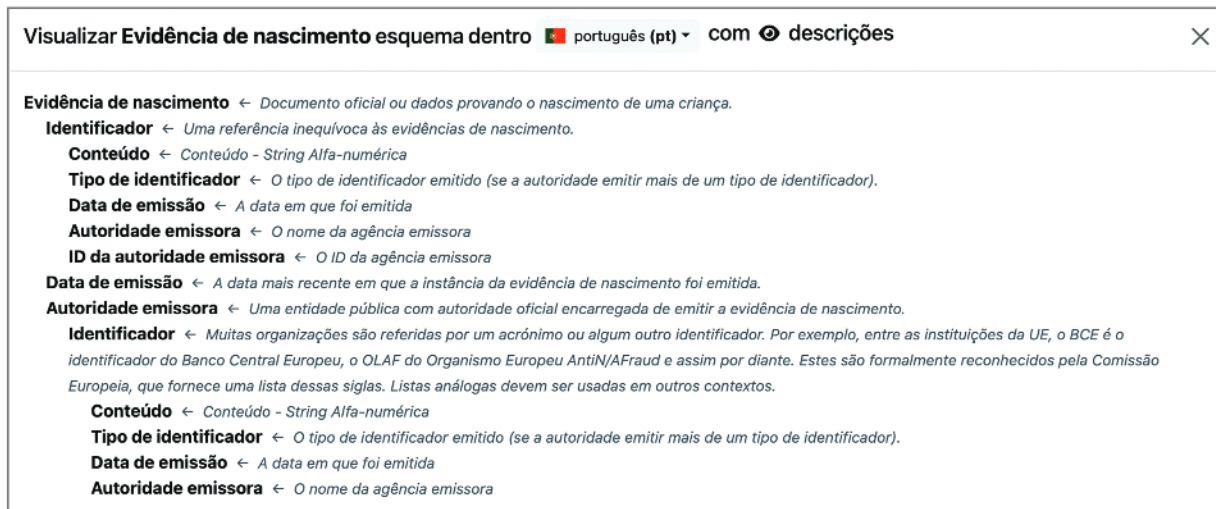 Visualizar Evidência de nascimento esquema dentro português (pt) com descrições
Evidência de nascimento ← Documento oficial ou dados provando o nascimento de uma criança.
Identificador ← Uma referência inequívoca às evidências de nascimento.
Conteúdo ← Conteúdo - String Alfa-numérica
Tipo de identificador ← O tipo de identificador emitido (se a autoridade emitir mais de um tipo de identificador).
Data de emissão ← A data em que foi emitida
Autoridade emissora ← O nome da agência emissora
ID da autoridade emissora ← O ID da agência emissora
Data de emissão ← A data mais recente em que a instância da evidência de nascimento foi emitida.
Autoridade emissora ← Uma entidade pública com autoridade oficial encarregada de emitir a evidência de nascimento.
Identificador ← Muitas organizações são referidas por um acrónimo ou algum outro identificador. Por exemplo, entre as instituições da UE, o BCE é o
identificador do Banco Central Europeu, o OLAF do Organismo Europeu AntiN/AFraud e assim por diante. Estes são formalmente reconhecidos pela Comissão
Europeia, que fornece uma lista dessas siglas. Listas análogas devem ser usadas em outros contextos.
Conteúdo ← Conteúdo - String Alfa-numérica
Tipo de identificador ← O tipo de identificador emitido (se a autoridade emitir mais de um tipo de identificador).
Data de emissão ← A data em que foi emitida
Autoridade emissora ← O nome da agência emissora